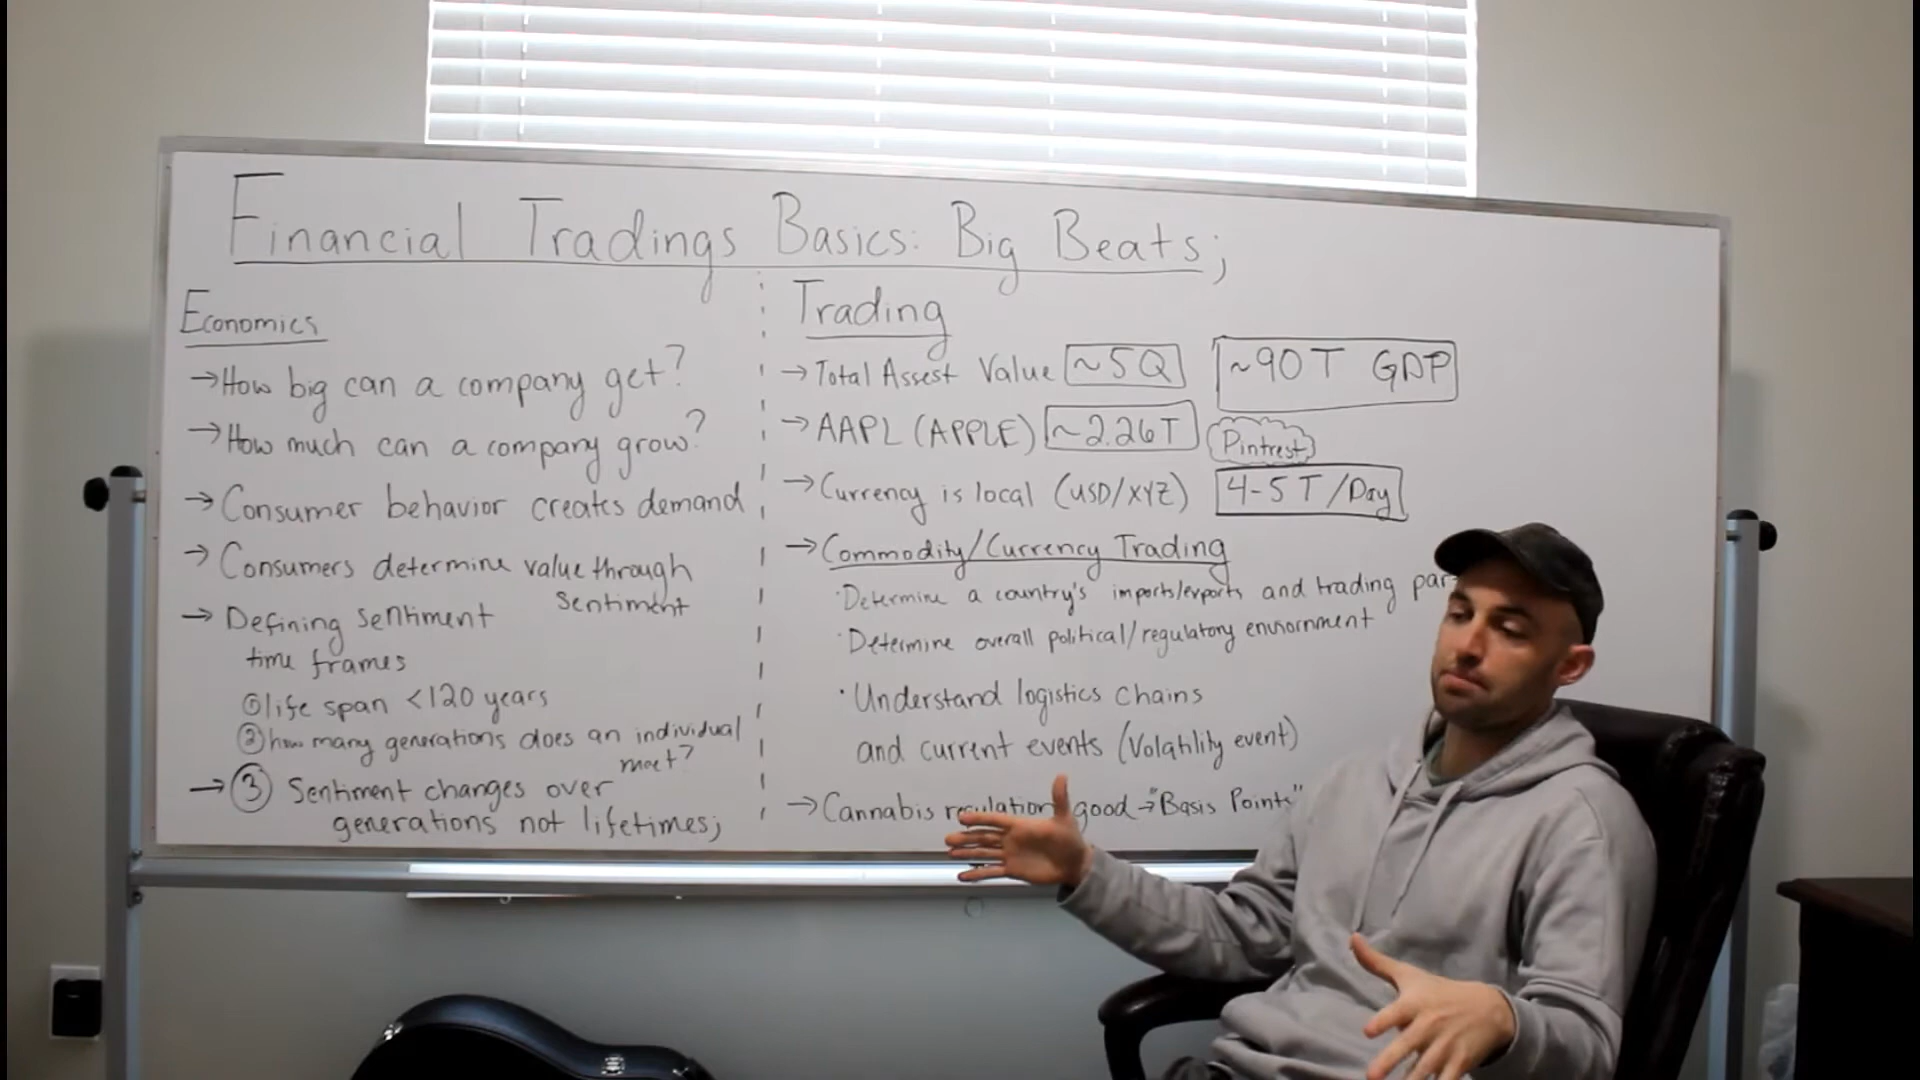 Financial Tradings Basics: Big Beats;
Economics
→How big can a company get?
→How much can a company grow?
→ Consumer behavior creates demand
→ Consumers determine value through
sentiment
→ Defining sentiment
time frames
① life span <120 years
② how many generations does an individual
meet?
→ ③ Sentiment changes over
generations not lifetimes;
Trading
→ Total Assest Value ~5Q ~90T GDP
→ AAPL (APPLE) ~2.26T Pintrest
→ Currency is local (USD/XYZ) 4-5T/Day
→ Commodity/Currency Trading
· Determine a country's imports/exports and trading par
· Determine overall political/regulatory
· Understand logistics chains
and current events (Volatility event)
→ Cannabis regulation good → "Basis Points"